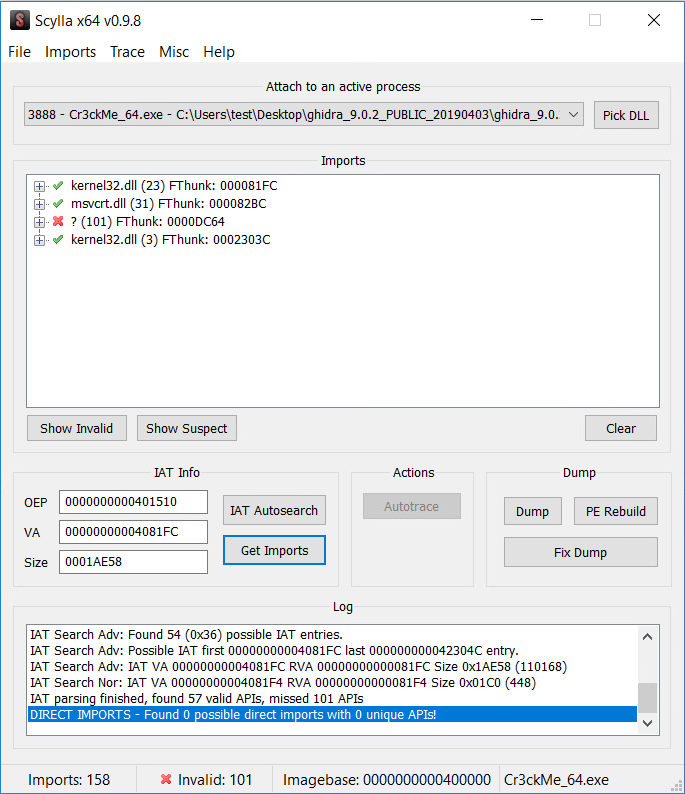 Scylla x64 v0.9.8
File Imports Trace Misc Help
Attach to an active process
3888 - Cr3ckMe_64.exe - C:\Users\test\Desktop\ghidra_9.0.2_PUBLIC_20190403\ghidra_9.0.
Pick DLL
Imports
kernel32.dll (23) FThunk: 000081FC
msvcrt.dll (31) FThunk: 000082BC
? (101) FThunk: 0000DC64
kernel32.dll (3) FThunk: 0002303C
Show Invalid Show Suspect Clear
IAT Info
OEP 0000000000401510
VA 00000000004081FC
Size 0001AE58
IAT Autosearch
Get Imports
Actions
Autotrace
Dump
Dump PE Rebuild
Fix Dump
Log
IAT Search Adv: Found 54 (0x36) possible IAT entries.
IAT Search Adv: Possible IAT first 00000000004081FC last 000000000042304C entry.
IAT Search Adv: IAT VA 00000000004081FC RVA 00000000000081FC Size 0x1AE58 (110168)
IAT Search Nor: IAT VA 00000000004081F4 RVA 00000000000081F4 Size 0x01C0 (448)
IAT parsing finished, found 57 valid APIs, missed 101 APIs
DIRECT IMPORTS - Found 0 possible direct imports with 0 unique APIs!
Imports: 158 Invalid: 101 Imagebase: 0000000000400000 Cr3ckMe_64.exe